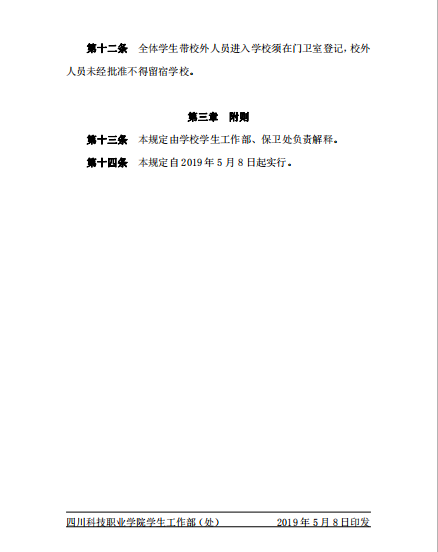 第十二条 全体学生带校外人员进入学校须在门卫室登记，校外
人员未经批准不得留宿学校。
第三章 附则
第十三条 本规定由学校学生工作部、保卫处负责解释。
第十四条 本规定自 2019 年 5 月 8 日起实行。
四川科技职业学院学生工作部（处） 2019 年 5 月 8 日印发